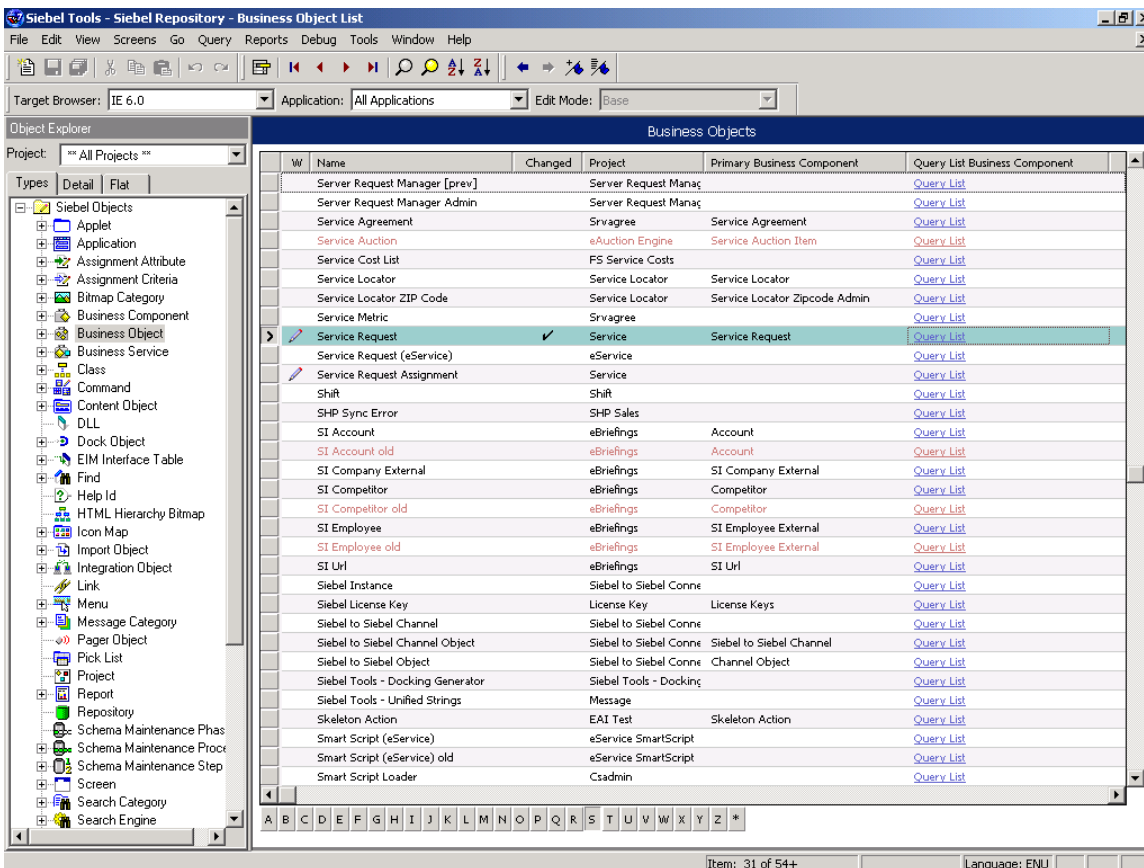 Siebel Tools - Siebel Repository - Business Object List
File Edit View Screens Go Query Reports Debug Tools Window Help
Target Browser: IE 6.0 Application: All Applications Edit Mode: Base
Object Explorer
Project: ** All Projects **
Types Detail Flat
Siebel Objects
Applet
Application
Assignment Attribute
Assignment Criteria
Bitmap Category
Business Component
Business Object
Business Service
Class
Command
Content Object
DLL
Dock Object
EIM Interface Table
Find
Help Id
HTML Hierarchy Bitmap
Icon Map
Import Object
Integration Object
Link
Menu
Message Category
Pager Object
Pick List
Project
Report
Repository
Schema Maintenance Phas
Schema Maintenance Proce
Schema Maintenance Step
Screen
Search Category
Search Engine
Business Objects
W Name Changed Project Primary Business Component Query List Business Component
Server Request Manager [prev] Server Request Manag Query List
Server Request Manager Admin Server Request Manag Query List
Service Agreement Srvagree Service Agreement Query List
Service Auction eAuction Engine Service Auction Item Query List
Service Cost List FS Service Costs Query List
Service Locator Service Locator Service Locator Query List
Service Locator ZIP Code Service Locator Service Locator Zipcode Admin Query List
Service Metric Srvagree Query List
Service Request Service Service Request Query List
Service Request (eService) eService Query List
Service Request Assignment Service Query List
Shift Shift Query List
SHP Sync Error SHP Sales Query List
SI Account eBriefings Account Query List
SI Account old eBriefings Account Query List
SI Company External eBriefings SI Company External Query List
SI Competitor eBriefings Competitor Query List
SI Competitor old eBriefings Competitor Query List
SI Employee eBriefings SI Employee External Query List
SI Employee old eBriefings SI Employee External Query List
SI Url eBriefings SI Url Query List
Siebel Instance Siebel to Siebel Conne Query List
Siebel License Key License Key License Keys Query List
Siebel to Siebel Channel Siebel to Siebel Conne Query List
Siebel to Siebel Channel Object Siebel to Siebel Conne Siebel to Siebel Channel Query List
Siebel to Siebel Object Siebel to Siebel Conne Channel Object Query List
Siebel Tools - Docking Generator Siebel Tools - Docking Query List
Siebel Tools - Unified Strings Message Query List
Skeleton Action EAI Test Skeleton Action Query List
Smart Script (eService) eService SmartScript Query List
Smart Script (eService) old eService SmartScript Query List
Smart Script Loader Csadmin Query List
A B C D E F G H I J K L M N O P Q R S T U V W X Y Z *
Item: 31 of 54+ Language: ENU